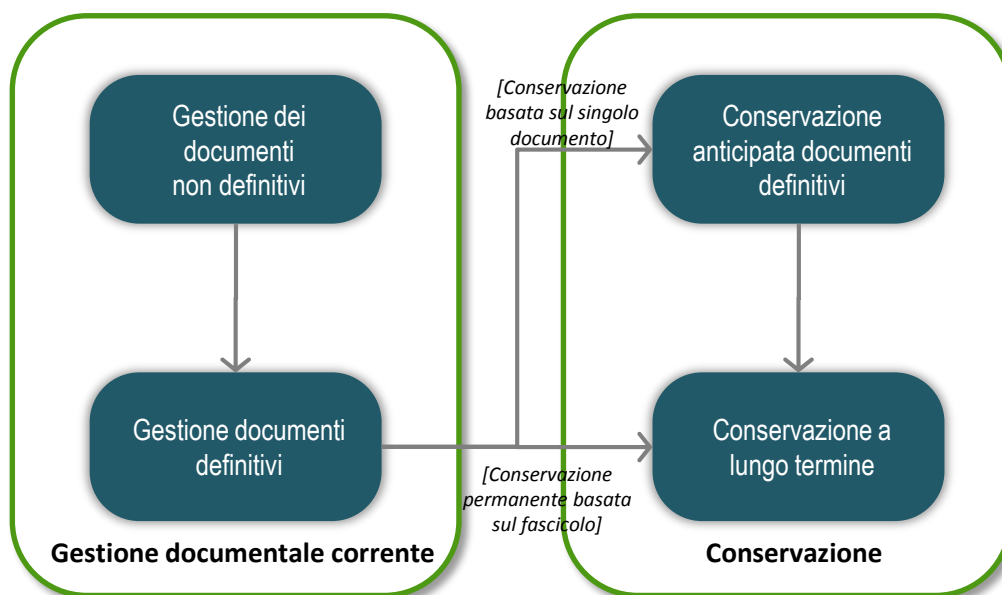 Gestione dei
documenti
non definitivi
[Conservazione
basata sul singolo
documento]
Conservazione
anticipata documenti
definitivi
Gestione documenti
definitivi
[Conservazione
permanente basata
sul fascicolo]
Conservazione a
lungo termine
Gestione documentale corrente
Conservazione